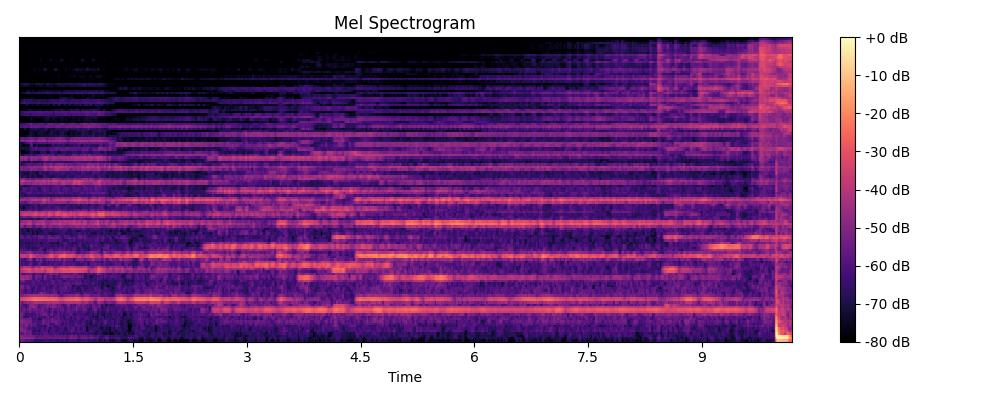 Mel Spectrogram
+0 dB
-10 dB
-20 dB
-30 dB
-40 dB
-50 dB
-60 dB
-70 dB
-80 dB
0 1.5 3 4.5 6 7.5 9
Time